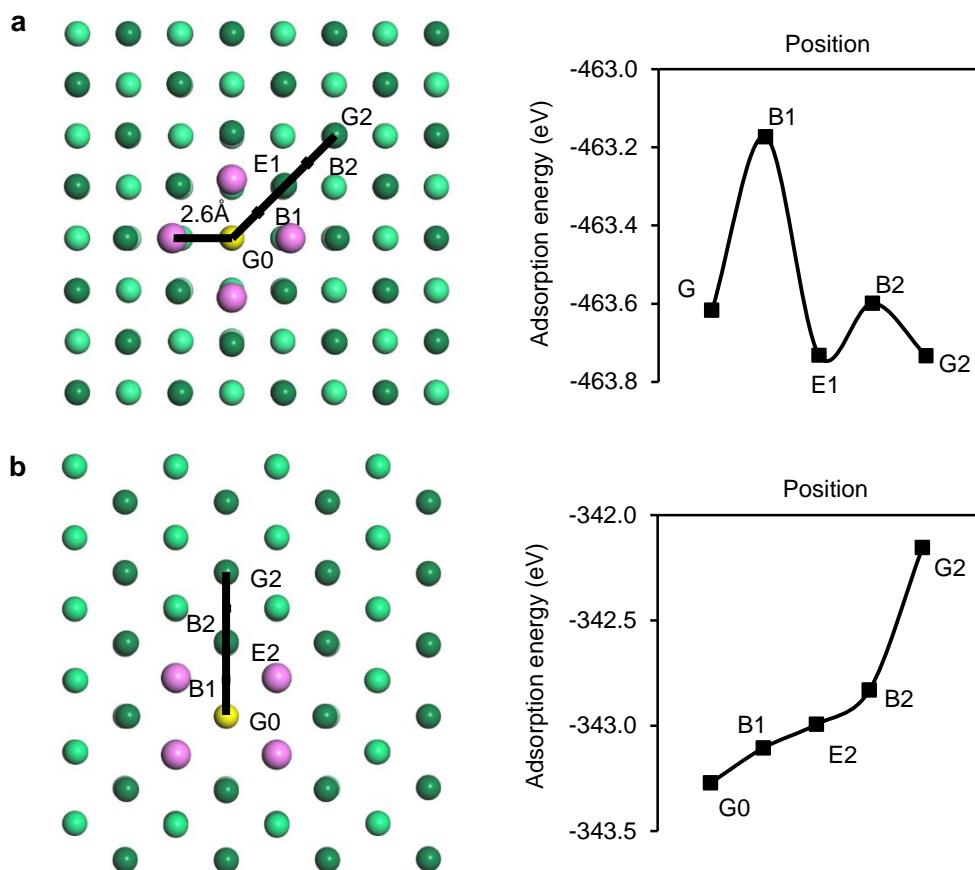 a
G2
E1
B2
2.6Å
B1
G0
Position
Adsorption energy (eV)
-463.0
-463.2
-463.4
-463.6
-463.8
B1
G
B2
E1
G2
b
G2
B2
E2
B1
G0
Position
Adsorption energy (eV)
-342.0
-342.5
-343.0
-343.5
G2
B2
B1
E2
G0